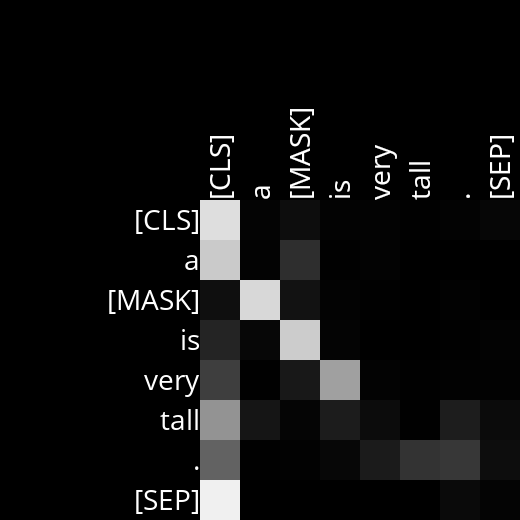 [CLS] a [MASK] is very tall . [SEP]
[CLS]
a
[MASK]
is
very
tall
.
[SEP]